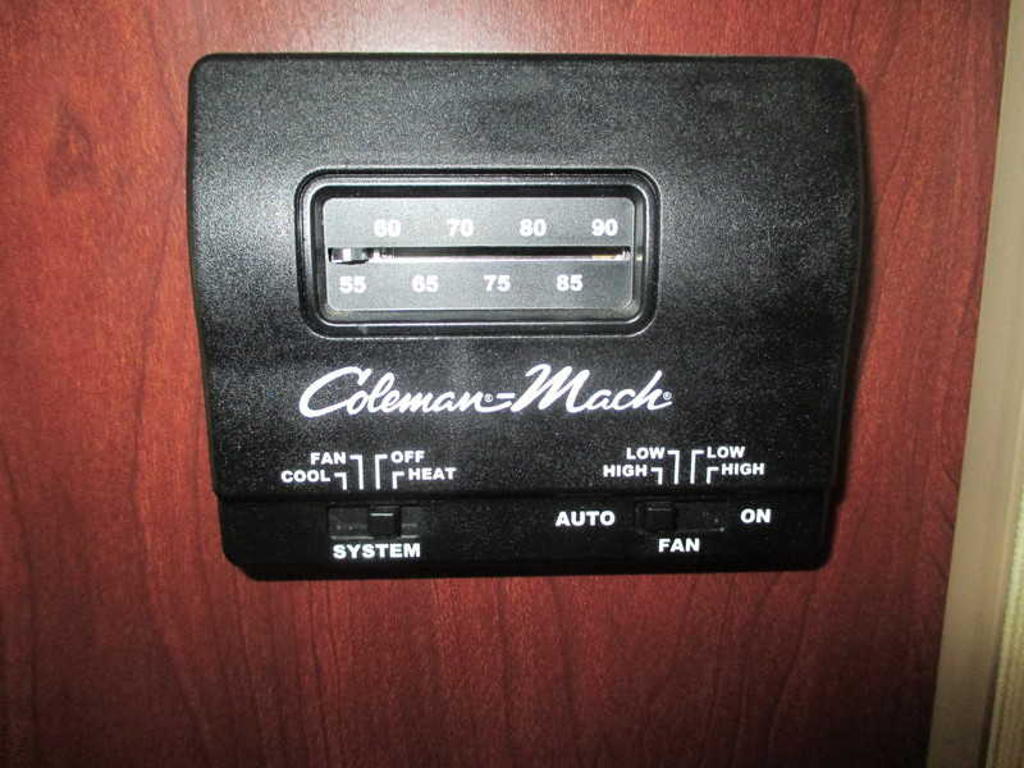 60 70 80 90
55 65 75 85
Coleman®-Mach®
FAN OFF
COOL HEAT
LOW LOW
HIGH HIGH
AUTO ON
SYSTEM
FAN